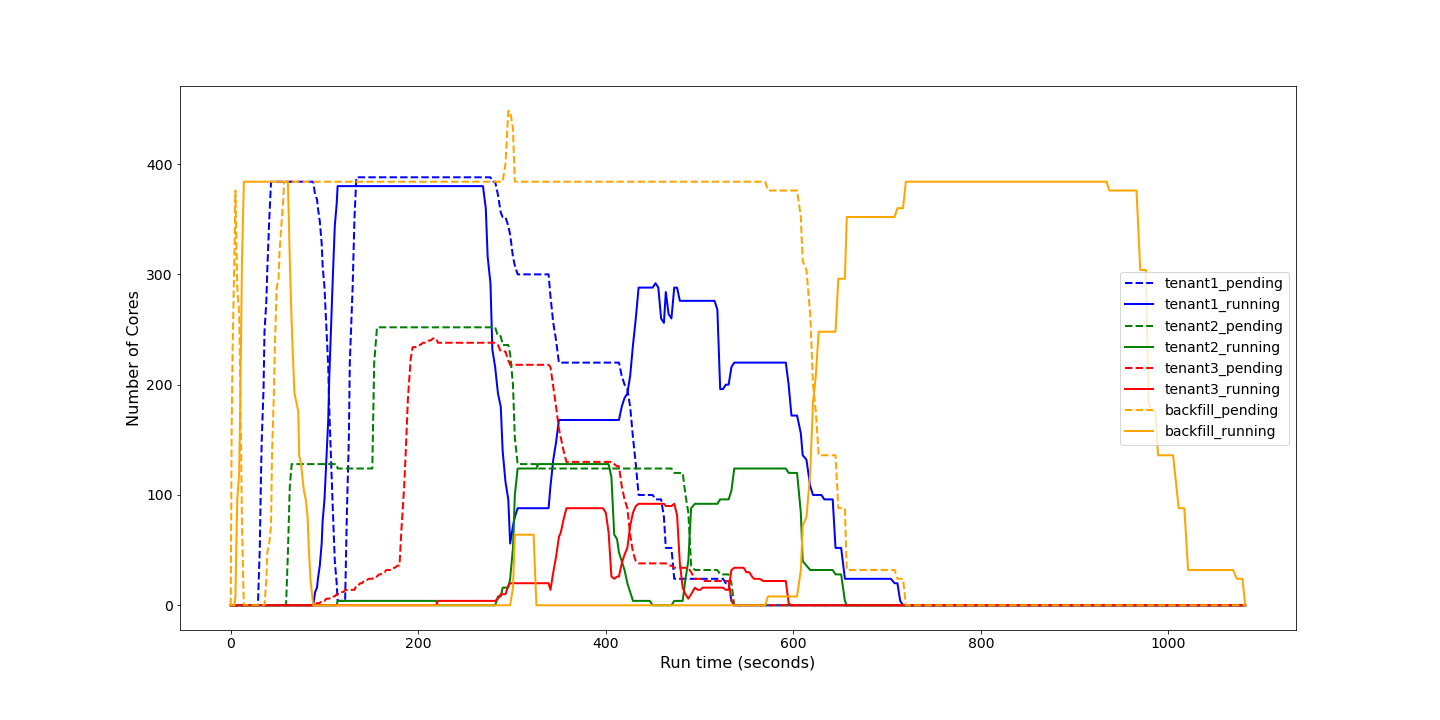 Number of Cores
400
300
200
100
0
0 200 400 600 800 1000
Run time (seconds)
tenant1_pending
tenant1_running
tenant2_pending
tenant2_running
tenant3_pending
tenant3_running
backfill_pending
backfill_running